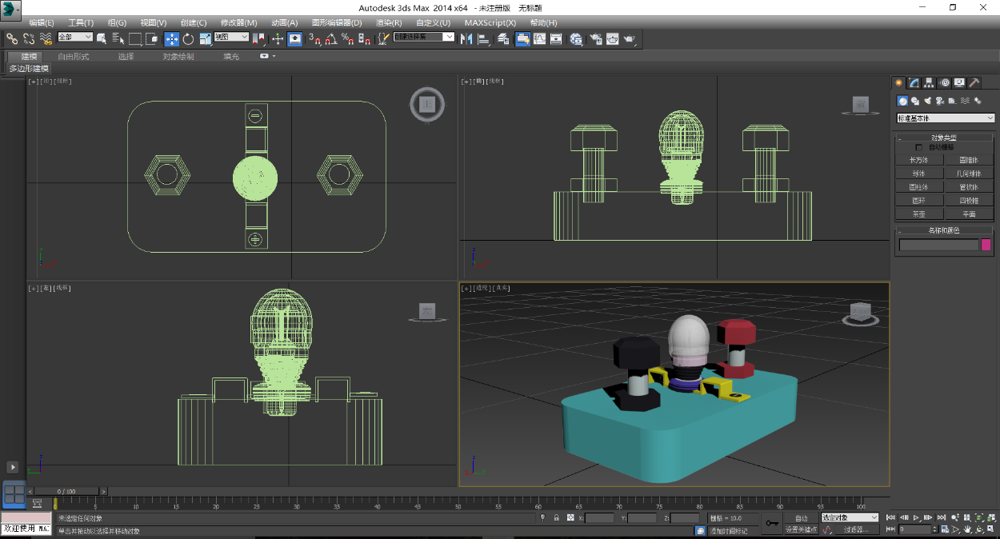 Autodesk 3ds Max 2014 x64 - 未注册版 无标题
编辑(E) 工具(T) 组(G) 视图(V) 创建(C) 修改器(M) 动画(A) 图形编辑器(D) 渲染(R) 自定义(U) MAXScript(X) 帮助(H)
全部 视图 创建选择集
建模 自由形式 选择 对象绘制 填充
多边形建模
[+][顶][线框]
[+][前][线框]
标准基本体
对象类型
自动栅格
长方体 圆锥体
球体 几何球体
圆柱体 管状体
圆环 四棱锥
茶壶 平面
名称和颜色
[+][左][线框]
[+][透视][真实]
0 / 100
0 5 10 15 20 25 30 35 40 45 50 55 60 65 70 75 80 85 90 95 100
未选定任何对象 X: Y: Z: 栅格 = 10.0 自动 选定对象
欢迎使用 MAX 单击并拖动以选择并移动对象 添加时间标记 设置关键点 过滤器... 0